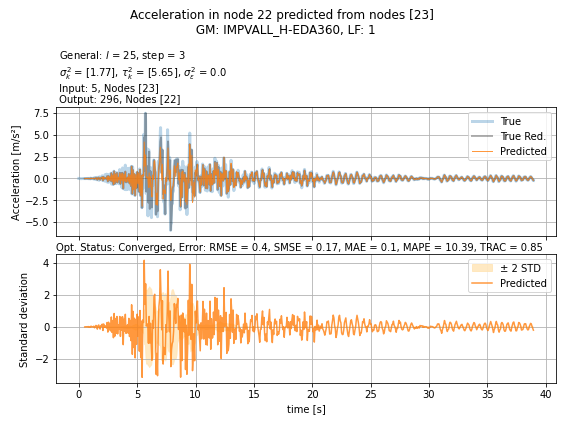 Acceleration in node 22 predicted from nodes [23]
GM: IMPVALL_H-EDA360, LF: 1
General: l = 25, step = 3
σ²ₖ = [1.77], τ²ₖ = [5.65], σ²ε = 0.0
Input: 5, Nodes [23]
Output: 296, Nodes [22]
7.5
5.0
2.5
0.0
−2.5
−5.0
Acceleration [m/s²]
True
True Red.
Predicted
Opt. Status: Converged, Error: RMSE = 0.4, SMSE = 0.17, MAE = 0.1, MAPE = 10.39, TRAC = 0.85
4
2
0
−2
Standard deviation
± 2 STD
Predicted
0 5 10 15 20 25 30 35 40
time [s]